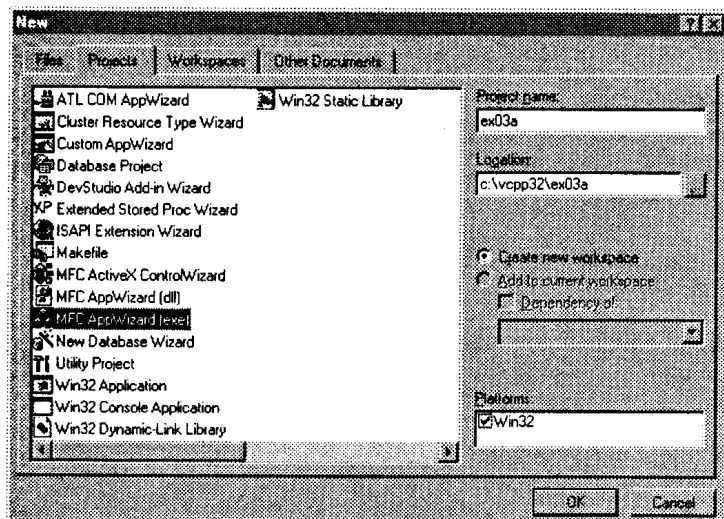 New
Files
Projects
Workspaces
Other Documents
ATL COM AppWizard
Cluster Resource Type Wizard
Custom AppWizard
Database Project
DevStudio Add-in Wizard
XP Extended Stored Proc Wizard
ISAPI Extension Wizard
Makefile
MFC ActiveX ControlWizard
MFC AppWizard (dll)
MFC AppWizard (exe)
New Database Wizard
Utility Project
Win32 Application
Win32 Console Application
Win32 Dynamic-Link Library
Win32 Static Library
Project name:
ex03a
Location:
c:\vcpp32\ex03a
...
Create new workspace
Add to current workspace
Dependency of:
Platforms:
Win32
OK
Cancel